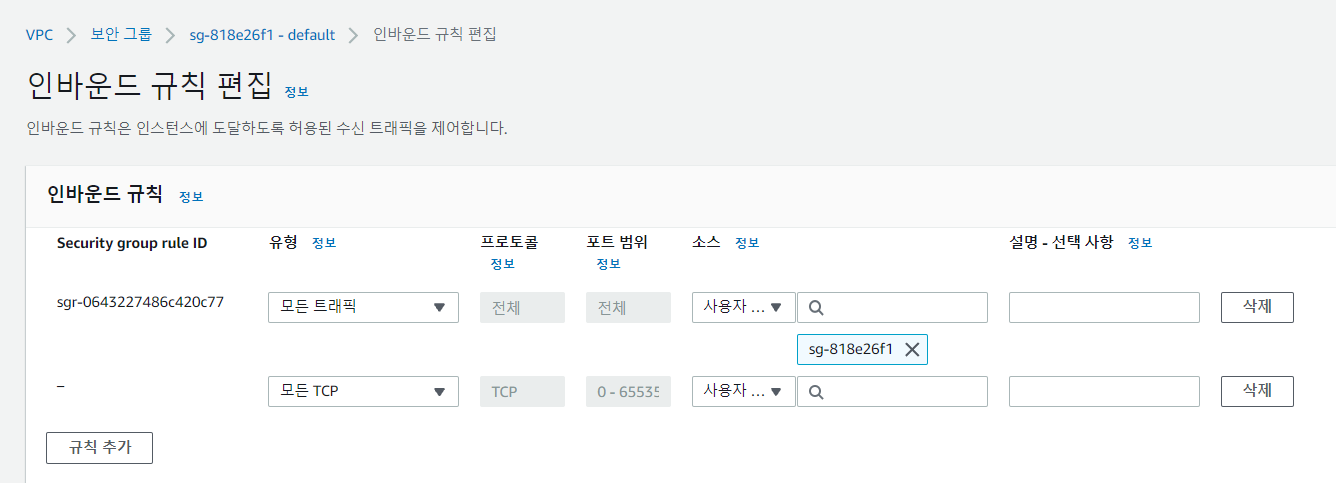 VPC > 보안 그룹 > sg-818e26f1 - default > 인바운드 규칙 편집
인바운드 규칙 편집 정보
인바운드 규칙은 인스턴스에 도달하도록 허용된 수신 트래픽을 제어합니다.
인바운드 규칙 정보
Security group rule ID 유형 정보 프로토콜 포트 범위 소스 정보 설명 - 선택 사항 정보
정보 정보
sgr-0643227486c420c77 모든 트래픽 전체 전체 사용자 ... 삭제
sg-818e26f1
– 모든 TCP TCP 0 - 65535 사용자 ... 삭제
규칙 추가